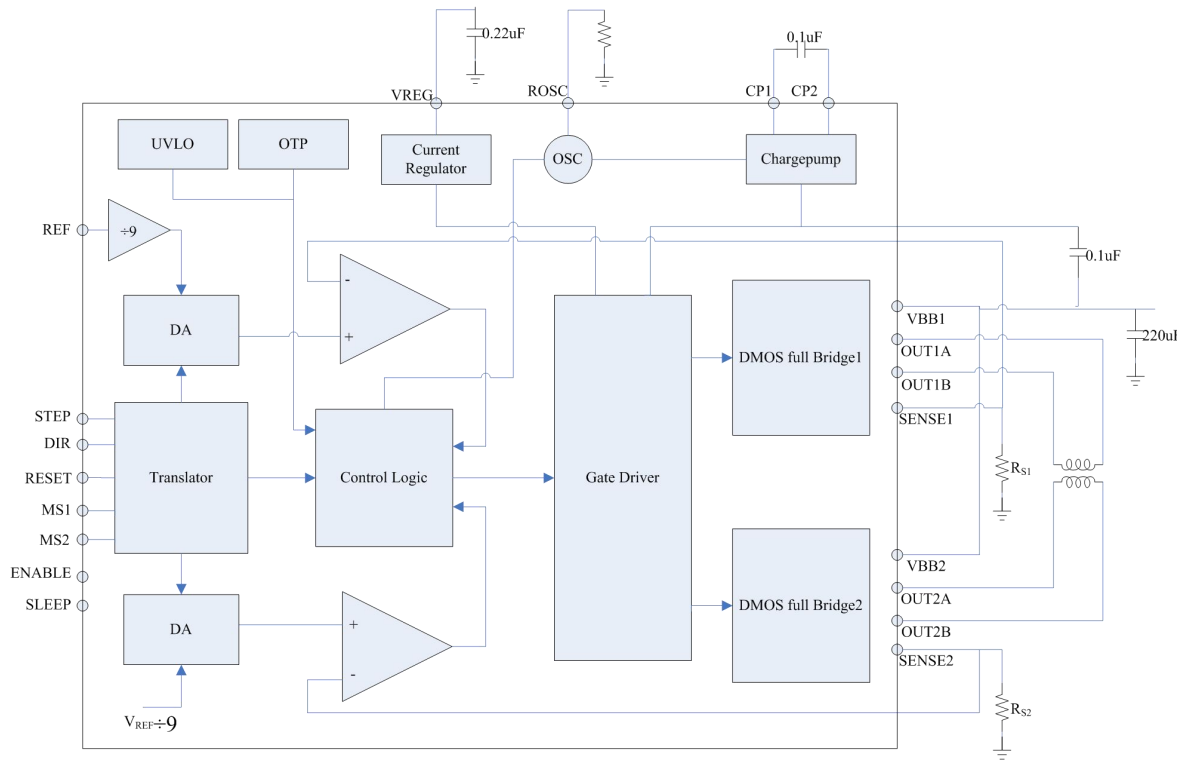 0.22uF
0.1uF
VREG
ROSC
CP1
CP2
UVLO
OTP
Current
Regulator
OSC
Chargepump
REF
÷9
0.1uF
-
+
DA
VBB1
220uF
OUT1A
DMOS full Bridge1
OUT1B
SENSE1
STEP
DIR
RESET
MS1
MS2
ENABLE
SLEEP
Translator
Control Logic
Gate Driver
RS1
VBB2
OUT2A
DMOS full Bridge2
OUT2B
SENSE2
DA
+
-
RS2
VREF÷9